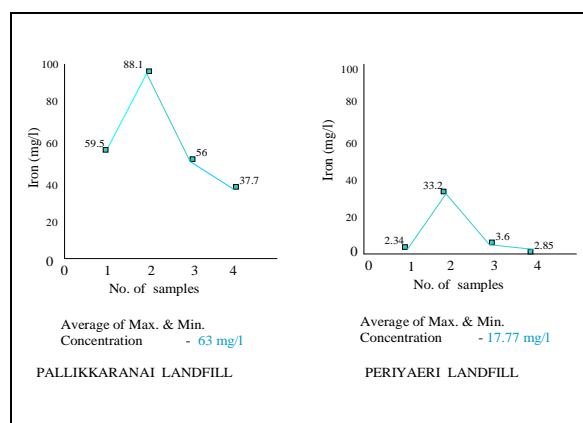 Iron (mg/l)
100
80
60
40
20
0
59.5
88.1
56
37.7
0 1 2 3 4
No. of samples
Average of Max. & Min.
Concentration - 63 mg/l
PALLIKKARANAI LANDFILL
Iron (mg/l)
100
80
60
40
20
0
2.34
33.2
3.6
2.85
0 1 2 3 4
No. of samples
Average of Max. & Min.
Concentration - 17.77 mg/l
PERIYAERI LANDFILL